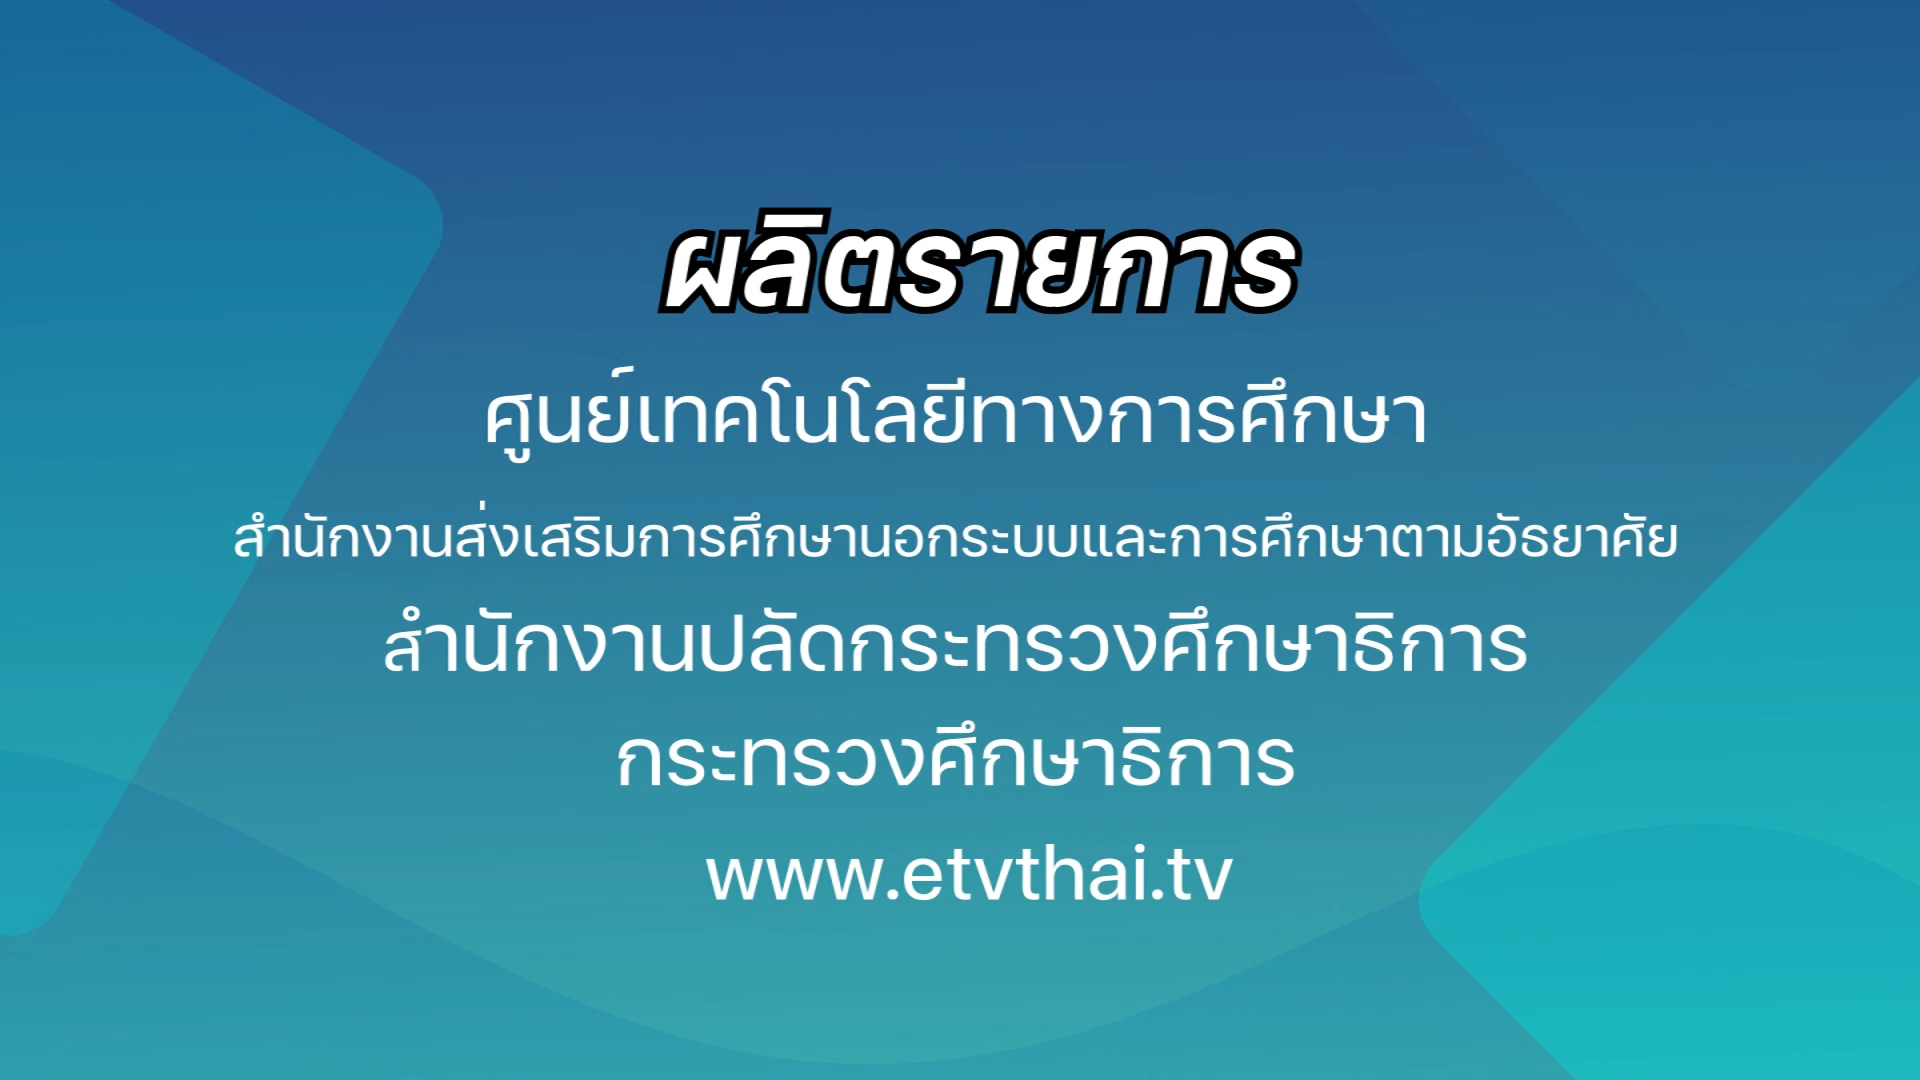 ผลิตรายการ
ศูนย์เทคโนโลยีทางการศึกษา
สำนักงานส่งเสริมการศึกษานอกระบบและการศึกษาตามอัธยาศัย
สำนักงานปลัดกระทรวงศึกษาธิการ
กระทรวงศึกษาธิการ
www.etvthai.tv